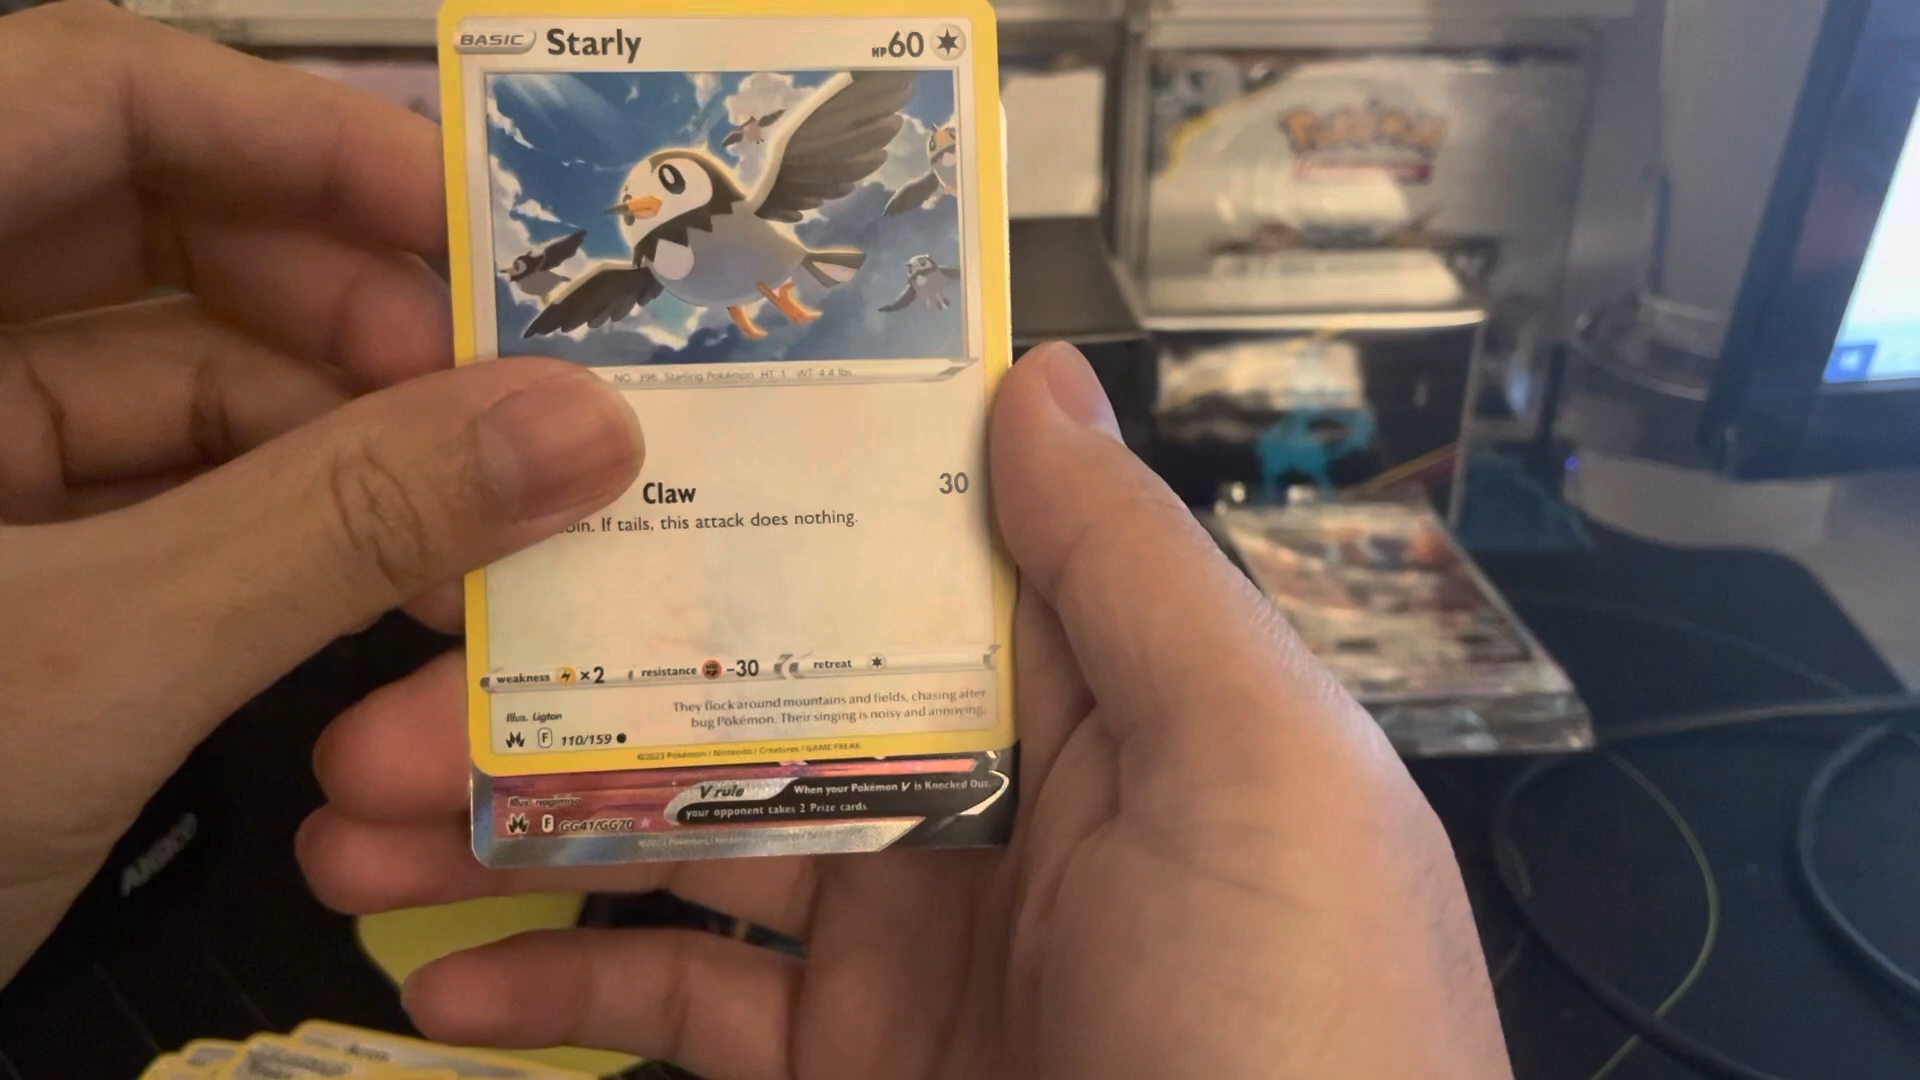 BASIC Starly HP60
NO. 396 Starling Pokémon HT 1 WT 4.4 lbs.
Claw 30
oin. If tails, this attack does nothing.
weakness ×2 resistance -30 retreat
They flock around mountains and fields, chasing after
bug Pokémon. Their singing is noisy and annoying.
Illus. Ligton
F 110/159
©2023 Pokémon / Nintendo / Creatures / GAME FREAK
V rule When your Pokémon V is Knocked Out,
your opponent takes 2 Prize cards.
Illus. nagimiso
F GG41/GG70
Pokémon